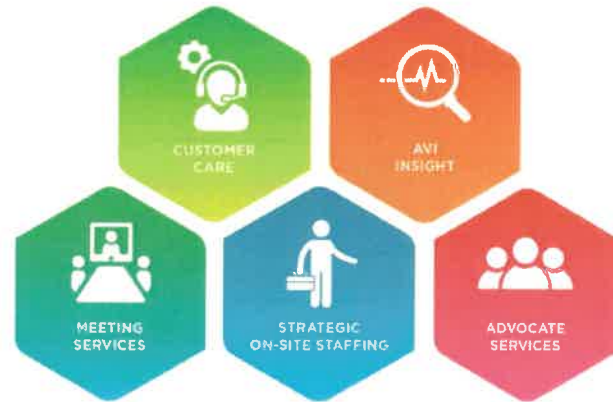 CUSTOMER
CARE
AVI
INSIGHT
MEETING
SERVICES
STRATEGIC
ON-SITE STAFFING
ADVOCATE
SERVICES